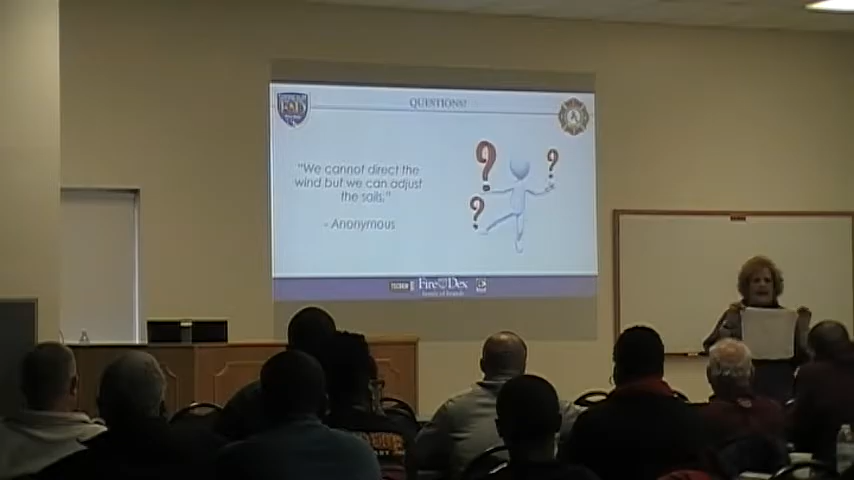 QUESTIONS?
"We cannot direct the
wind but we can adjust
the sails."
- Anonymous
? ? ?
Fire Dex